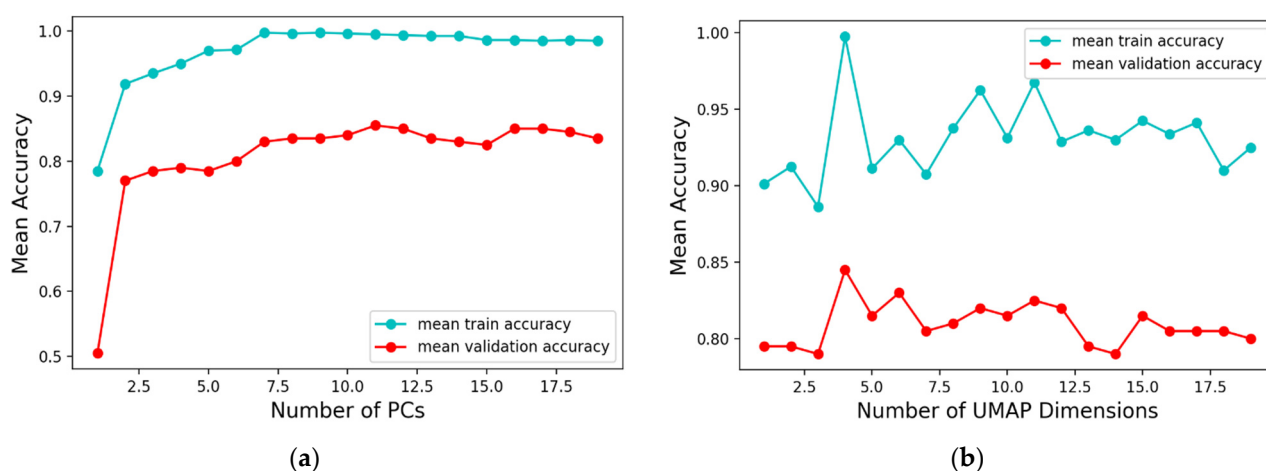 1.0
0.9
0.8
0.7
0.6
0.5
Mean Accuracy
mean train accuracy
mean validation accuracy
2.5 5.0 7.5 10.0 12.5 15.0 17.5
Number of PCs
(a)
1.00
0.95
0.90
0.85
0.80
Mean Accuracy
mean train accuracy
mean validation accuracy
2.5 5.0 7.5 10.0 12.5 15.0 17.5
Number of UMAP Dimensions
(b)